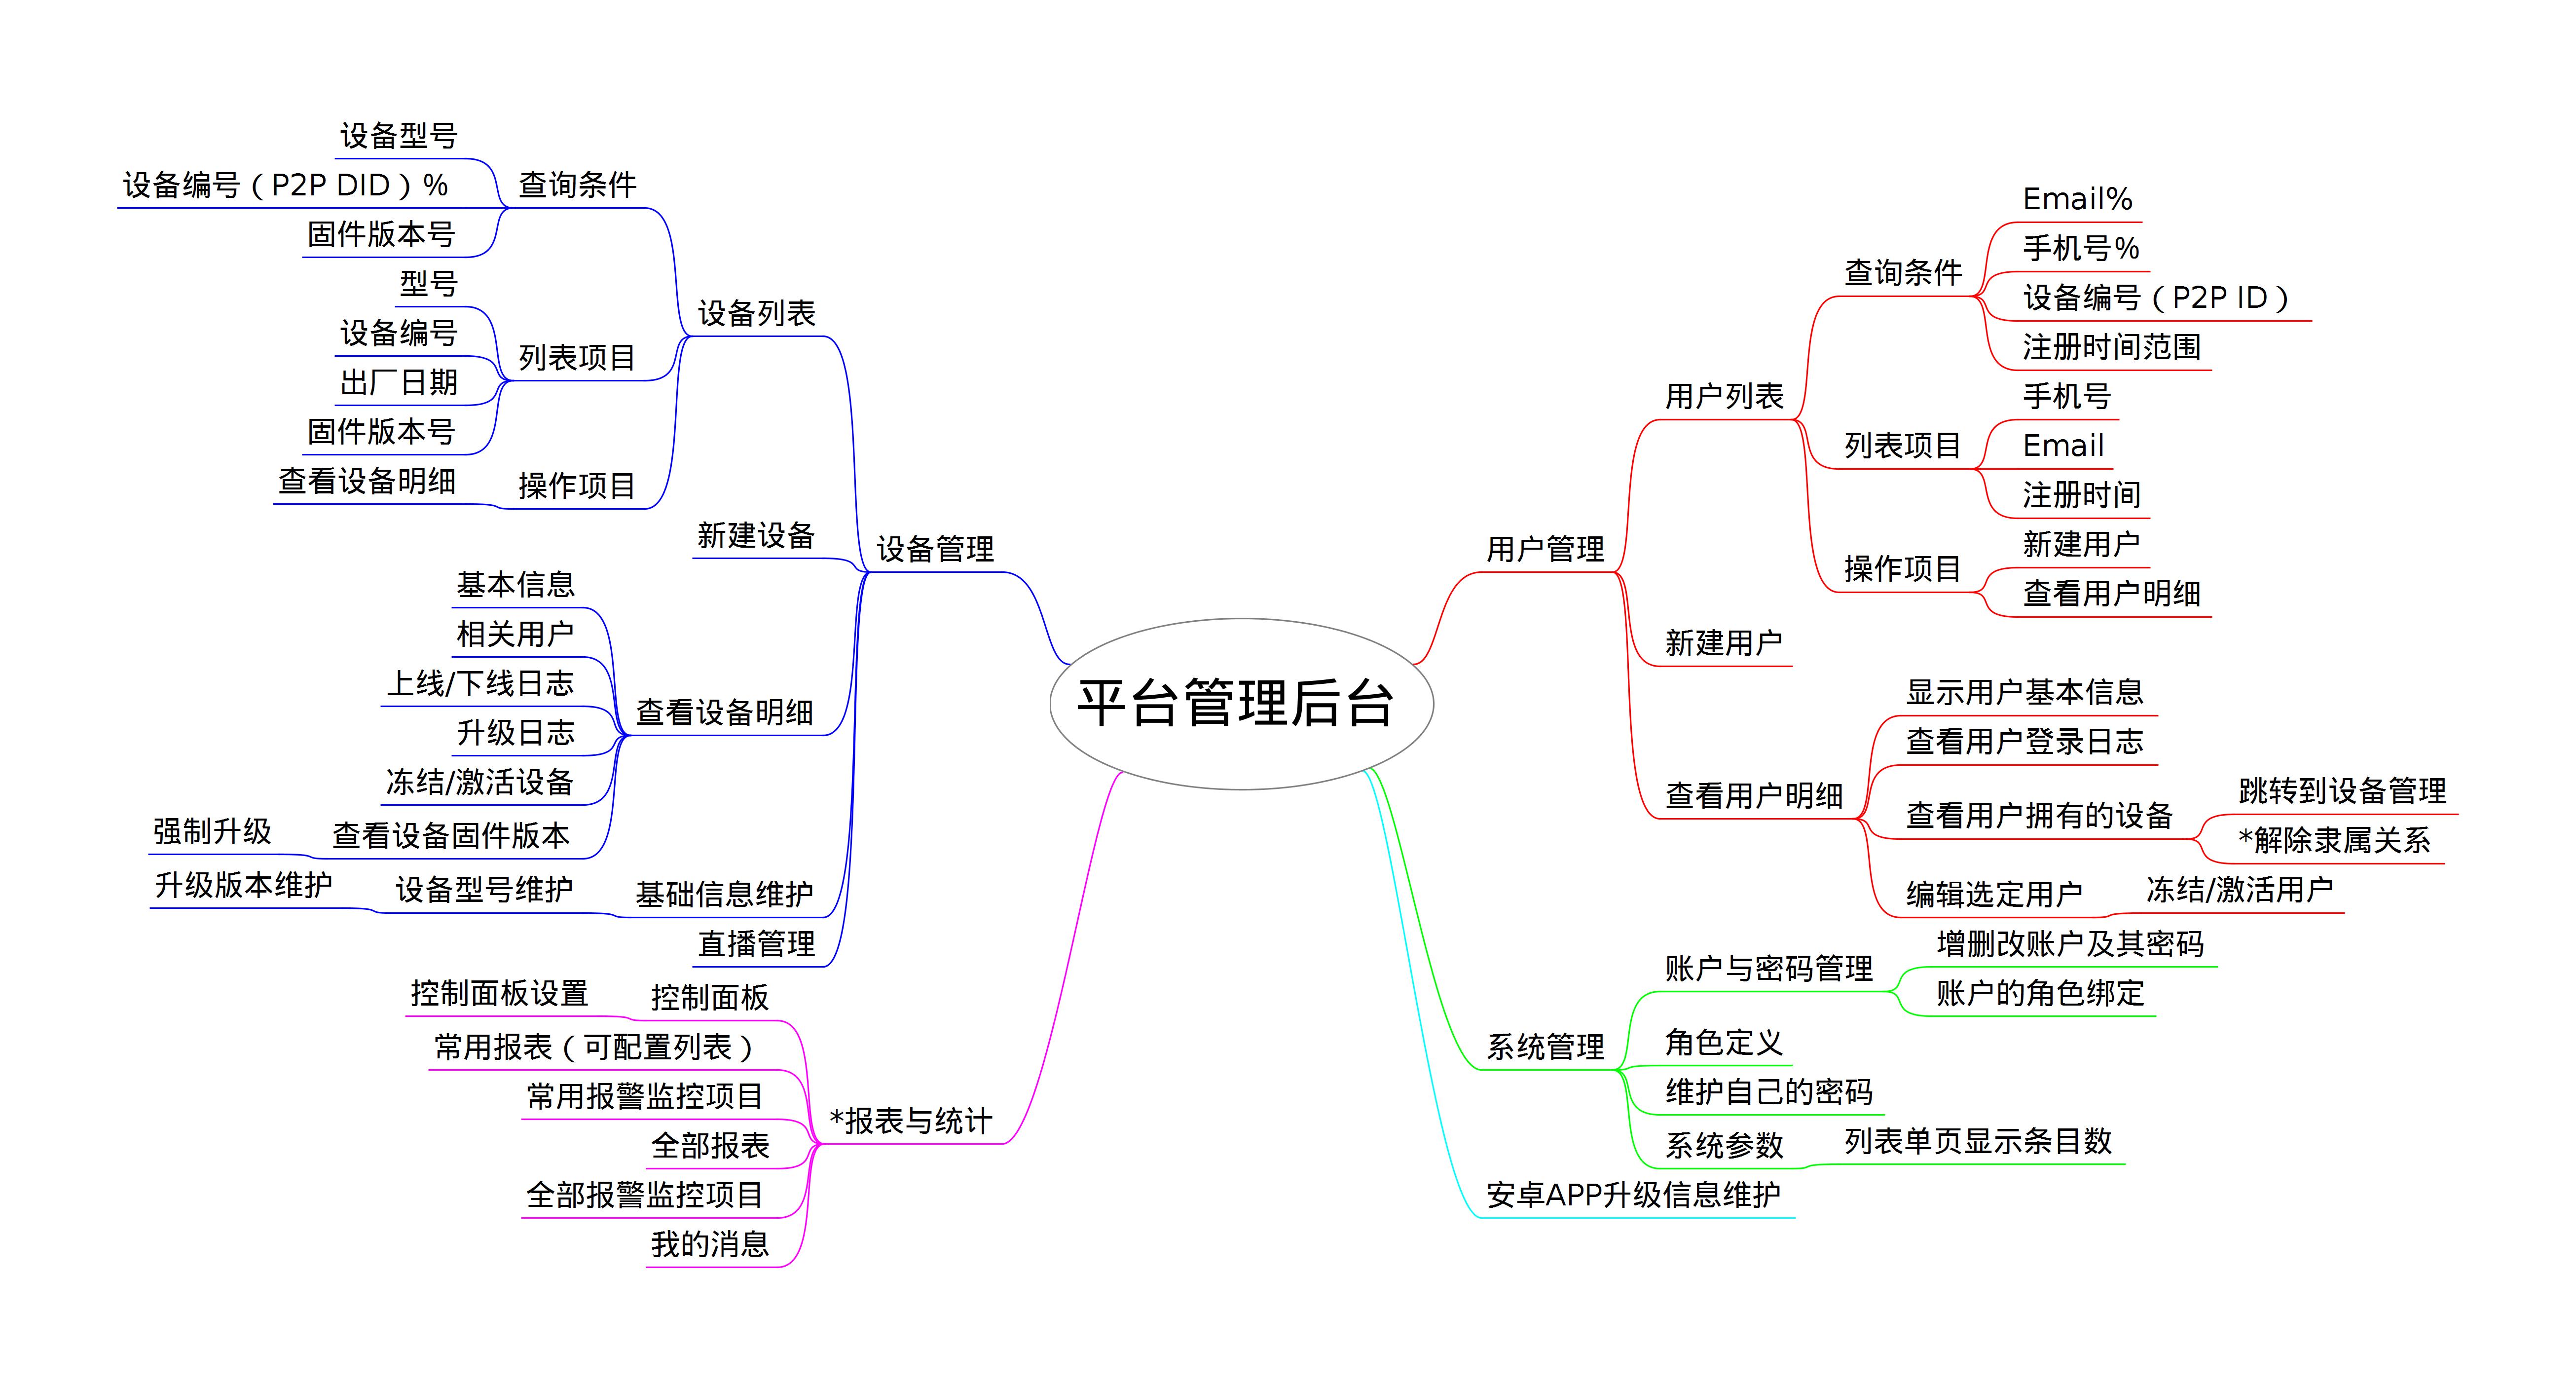 平台管理后台
用户管理
用户列表
查询条件
Email%
手机号%
设备编号（P2P ID）
注册时间范围
列表项目
手机号
Email
注册时间
操作项目
新建用户
查看用户明细
新建用户
查看用户明细
显示用户基本信息
查看用户登录日志
查看用户拥有的设备
跳转到设备管理
*解除隶属关系
编辑选定用户
冻结/激活用户
系统管理
账户与密码管理
增删改账户及其密码
账户的角色绑定
角色定义
维护自己的密码
系统参数
列表单页显示条目数
安卓APP升级信息维护
设备管理
设备列表
查询条件
设备型号
设备编号（P2P DID）%
固件版本号
列表项目
型号
设备编号
出厂日期
固件版本号
操作项目
查看设备明细
新建设备
查看设备明细
基本信息
相关用户
上线/下线日志
升级日志
冻结/激活设备
查看设备固件版本
强制升级
基础信息维护
设备型号维护
升级版本维护
直播管理
*报表与统计
控制面板
控制面板设置
常用报表（可配置列表）
常用报警监控项目
全部报表
全部报警监控项目
我的消息